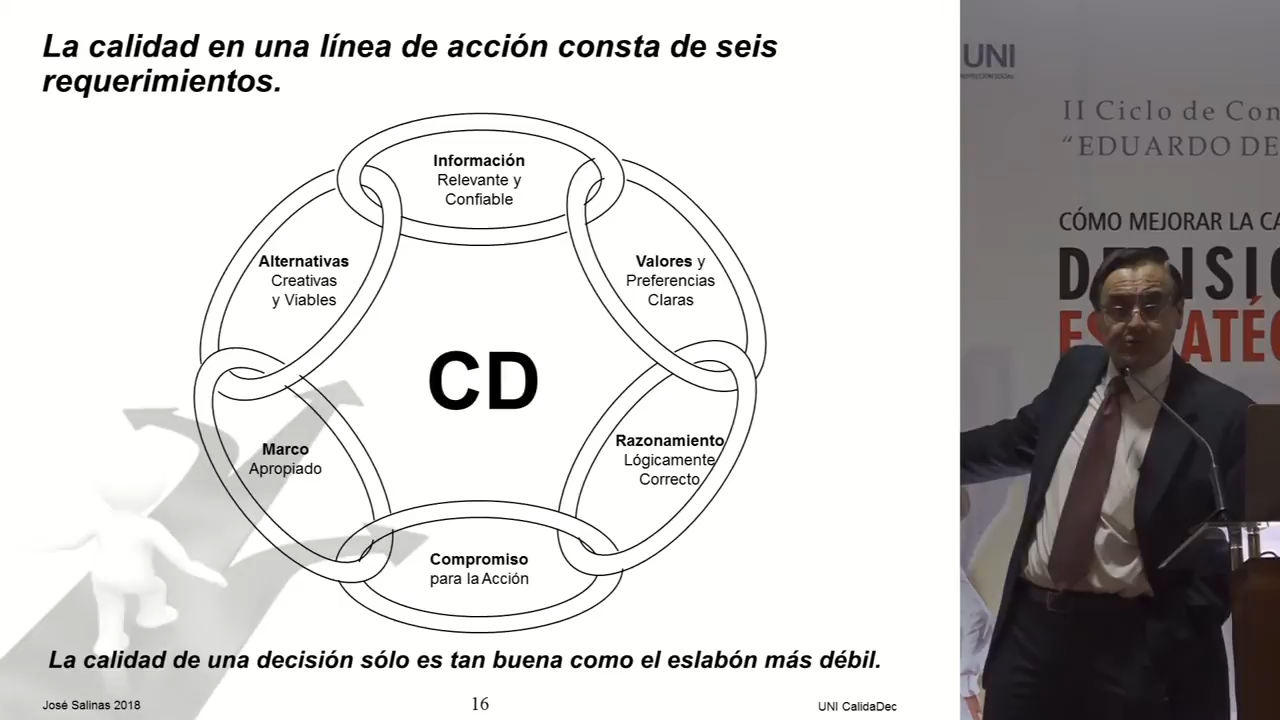 La calidad en una línea de acción consta de seis
requerimientos.
Información
Relevante y
Confiable
Alternativas
Creativas
y Viables
Valores y
Preferencias
Claras
CD
Marco
Apropiado
Razonamiento
Lógicamente
Correcto
Compromiso
para la Acción
La calidad de una decisión sólo es tan buena como el eslabón más débil.
José Salinas 2018
16
UNI CalidaDec
UNI
II Ciclo de Con
“EDUARDO DE
CÓMO MEJORAR LA CA